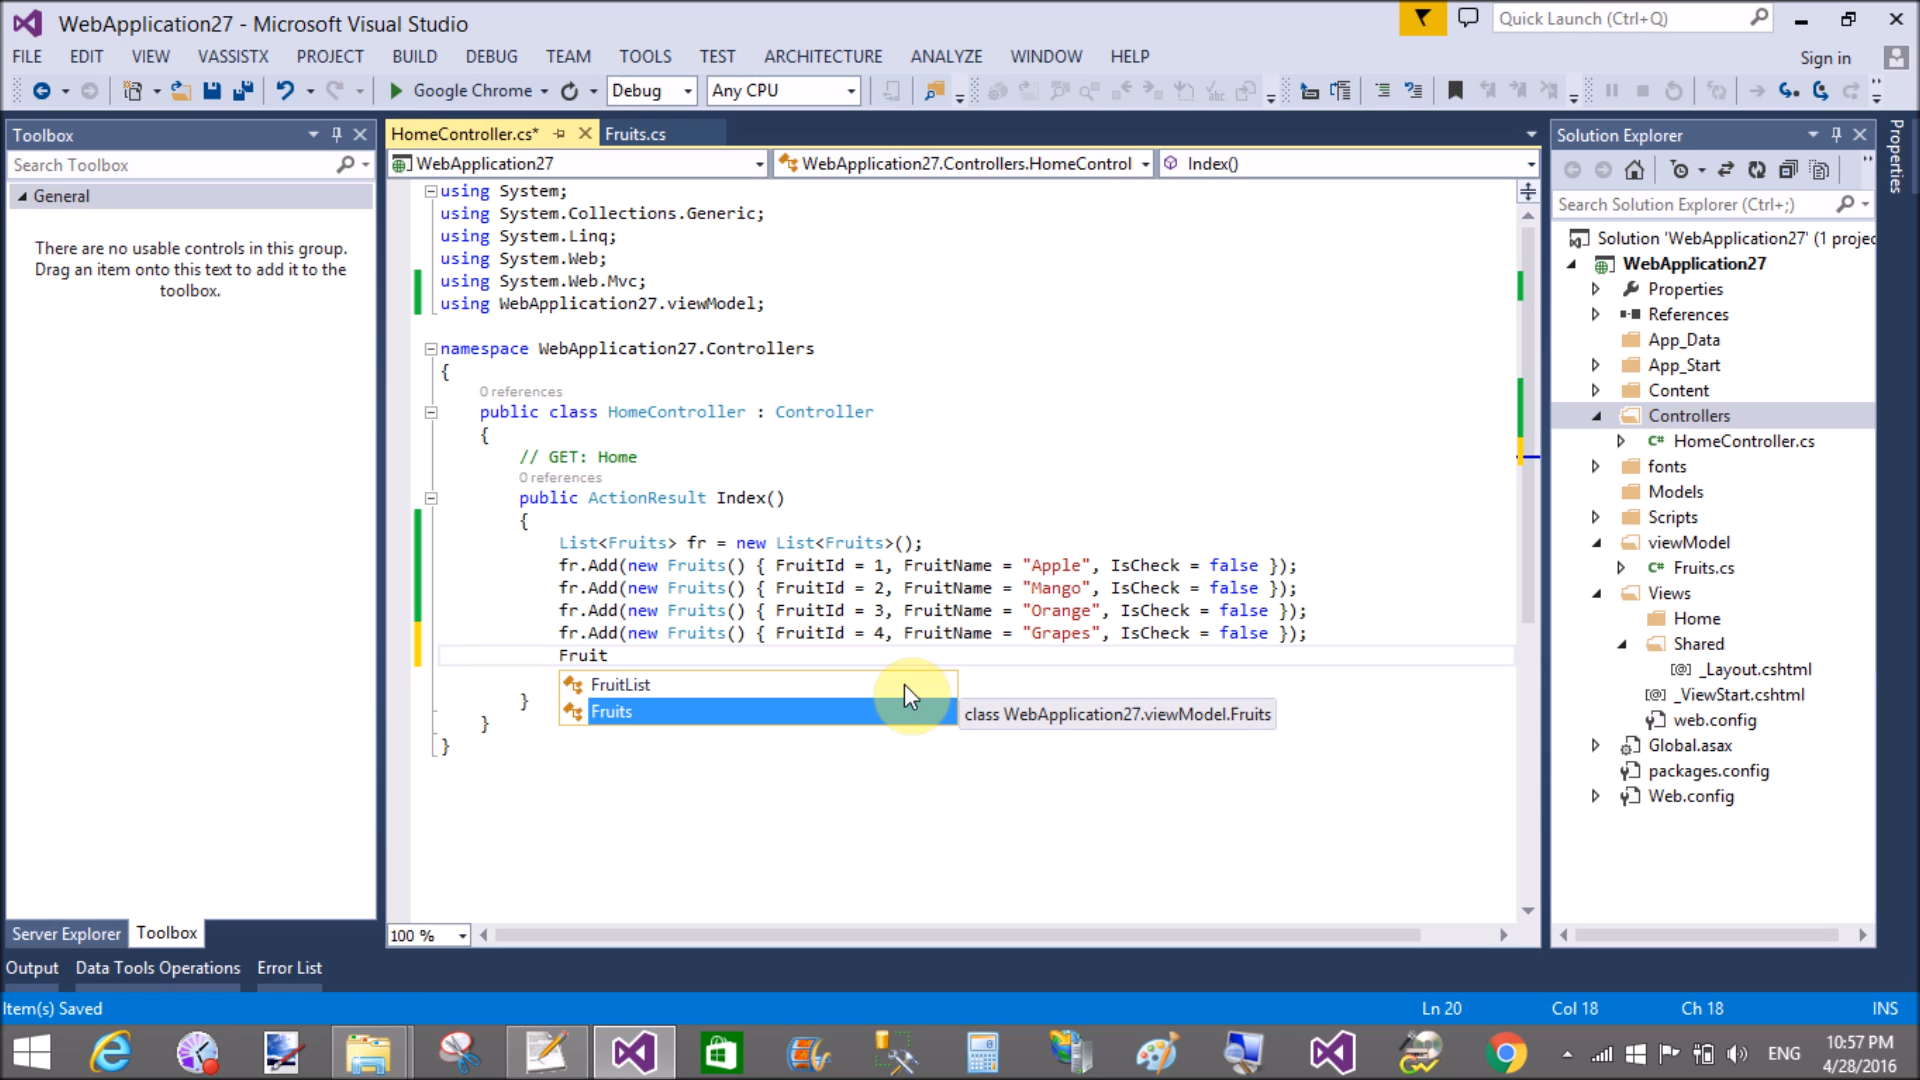 WebApplication27 - Microsoft Visual Studio
Quick Launch (Ctrl+Q)
FILE EDIT VIEW VASSISTX PROJECT BUILD DEBUG TEAM TOOLS TEST ARCHITECTURE ANALYZE WINDOW HELP
Sign in
Google Chrome Debug Any CPU
Toolbox
Search Toolbox
General
There are no usable controls in this group.
Drag an item onto this text to add it to the
toolbox.
Server Explorer Toolbox
HomeController.cs* Fruits.cs
WebApplication27 WebApplication27.Controllers.HomeControl Index()
using System;
using System.Collections.Generic;
using System.Linq;
using System.Web;
using System.Web.Mvc;
using WebApplication27.viewModel;
namespace WebApplication27.Controllers
{
0 references
public class HomeController : Controller
{
// GET: Home
0 references
public ActionResult Index()
{
List<Fruits> fr = new List<Fruits>();
fr.Add(new Fruits() { FruitId = 1, FruitName = "Apple", IsCheck = false });
fr.Add(new Fruits() { FruitId = 2, FruitName = "Mango", IsCheck = false });
fr.Add(new Fruits() { FruitId = 3, FruitName = "Orange", IsCheck = false });
fr.Add(new Fruits() { FruitId = 4, FruitName = "Grapes", IsCheck = false });
Fruit
FruitList
Fruits
class WebApplication27.viewModel.Fruits
}
}
}
100 %
Solution Explorer
Search Solution Explorer (Ctrl+;)
Solution 'WebApplication27' (1 projec
WebApplication27
Properties
References
App_Data
App_Start
Content
Controllers
C# HomeController.cs
fonts
Models
Scripts
viewModel
C# Fruits.cs
Views
Home
Shared
[@] _Layout.cshtml
[@] _ViewStart.cshtml
web.config
Global.asax
packages.config
Web.config
Properties
Output Data Tools Operations Error List
Item(s) Saved
Ln 20 Col 18 Ch 18 INS
ENG
10:57 PM
4/28/2016